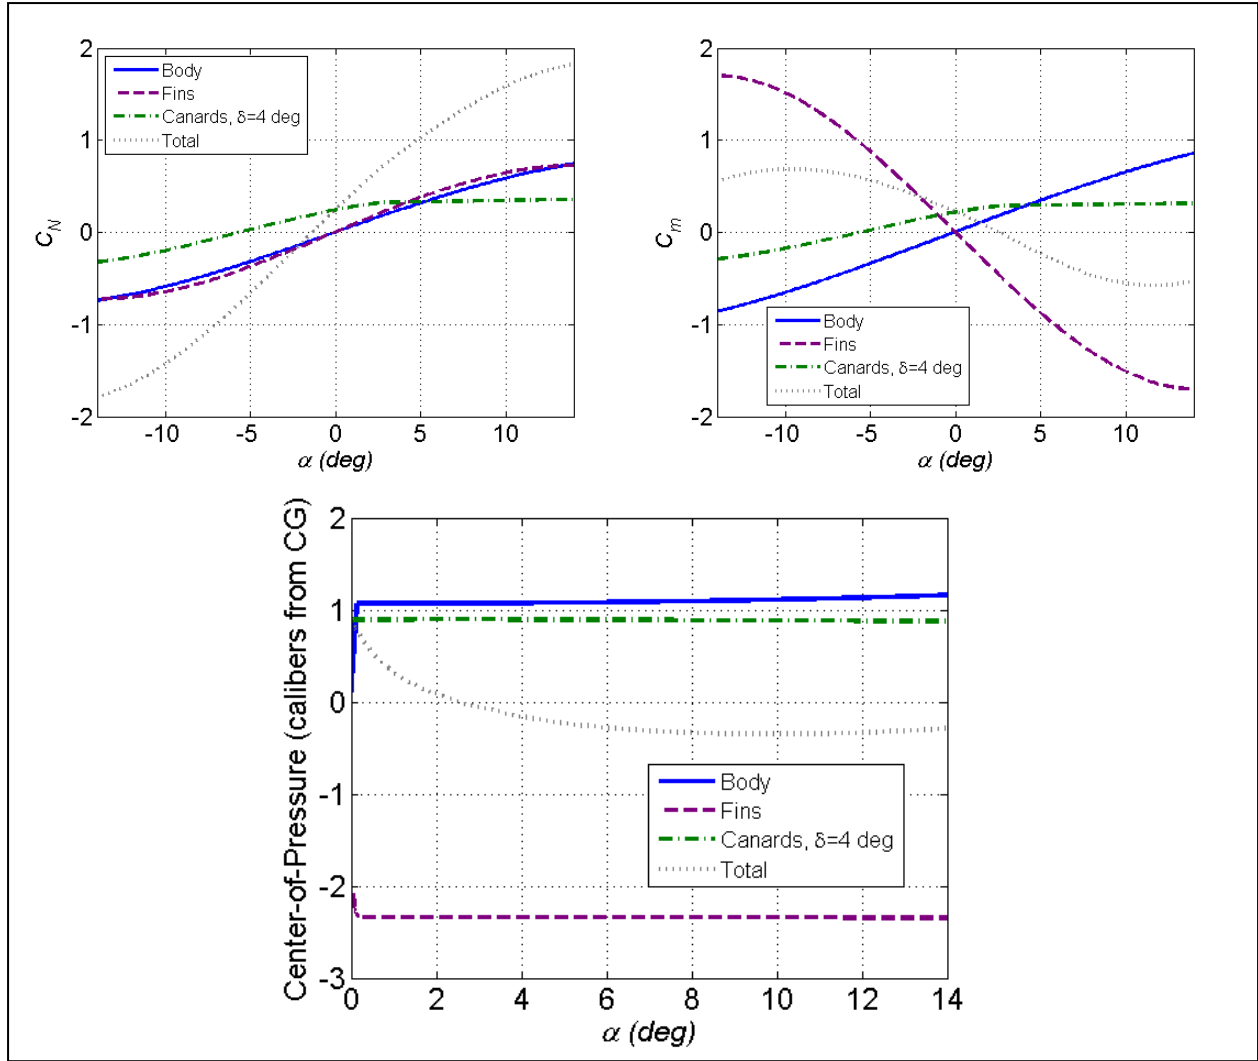 2
1
0
-1
-2
C_N
Body
Fins
Canards, δ=4 deg
Total
-10
-5
0
5
10
α (deg)
2
1
0
-1
-2
C_m
Body
Fins
Canards, δ=4 deg
Total
-10
-5
0
5
10
α (deg)
Center-of-Pressure (calibers from CG)
2
1
0
-1
-2
-3
Body
Fins
Canards, δ=4 deg
Total
0
2
4
6
8
10
12
14
α (deg)